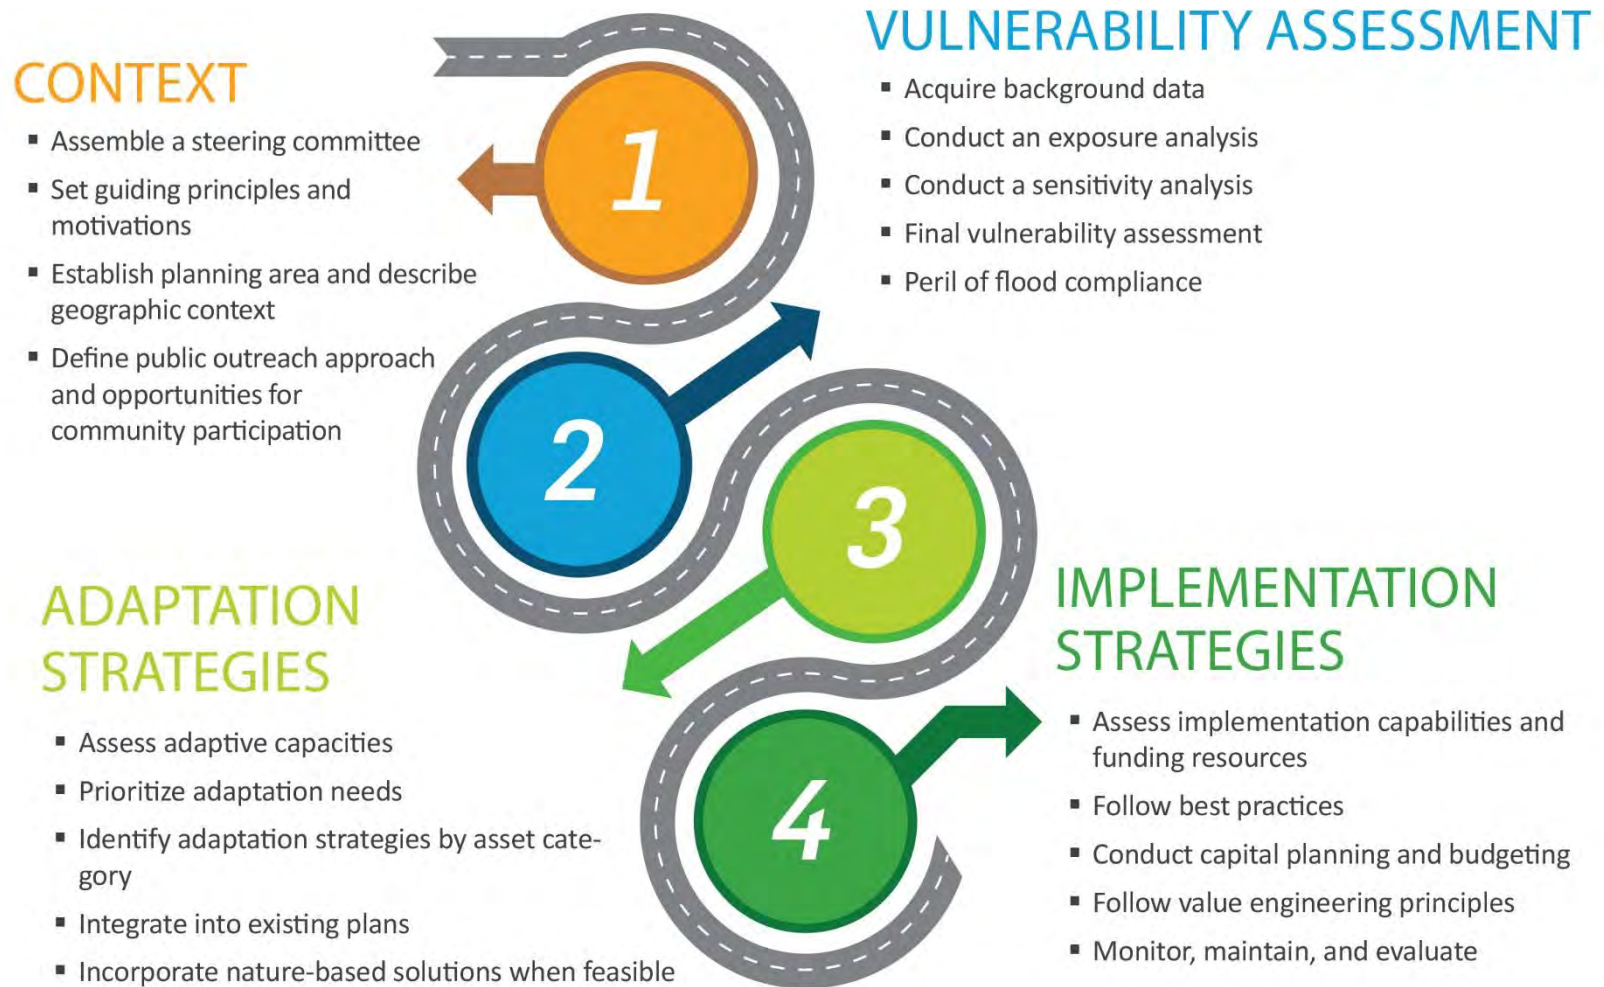 CONTEXT
▪ Assemble a steering committee
▪ Set guiding principles and
motivations
▪ Establish planning area and describe
geographic context
▪ Define public outreach approach
and opportunities for
community participation
1
VULNERABILITY ASSESSMENT
▪ Acquire background data
▪ Conduct an exposure analysis
▪ Conduct a sensitivity analysis
▪ Final vulnerability assessment
▪ Peril of flood compliance
2
3
ADAPTATION
STRATEGIES
▪ Assess adaptive capacities
▪ Prioritize adaptation needs
▪ Identify adaptation strategies by asset cate-
gory
▪ Integrate into existing plans
▪ Incorporate nature-based solutions when feasible
4
IMPLEMENTATION
STRATEGIES
▪ Assess implementation capabilities and
funding resources
▪ Follow best practices
▪ Conduct capital planning and budgeting
▪ Follow value engineering principles
▪ Monitor, maintain, and evaluate